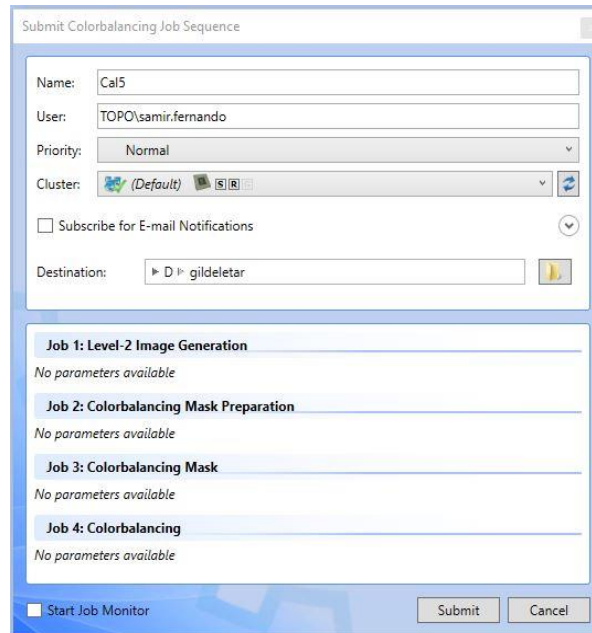 Submit Colorbalancing Job Sequence
Name: Cal5
User: TOPO\samir.fernando
Priority: Normal
Cluster: (Default) S R
Subscribe for E-mail Notifications
Destination: D gildeletar
Job 1: Level-2 Image Generation
No parameters available
Job 2: Colorbalancing Mask Preparation
No parameters available
Job 3: Colorbalancing Mask
No parameters available
Job 4: Colorbalancing
No parameters available
Start Job Monitor Submit Cancel